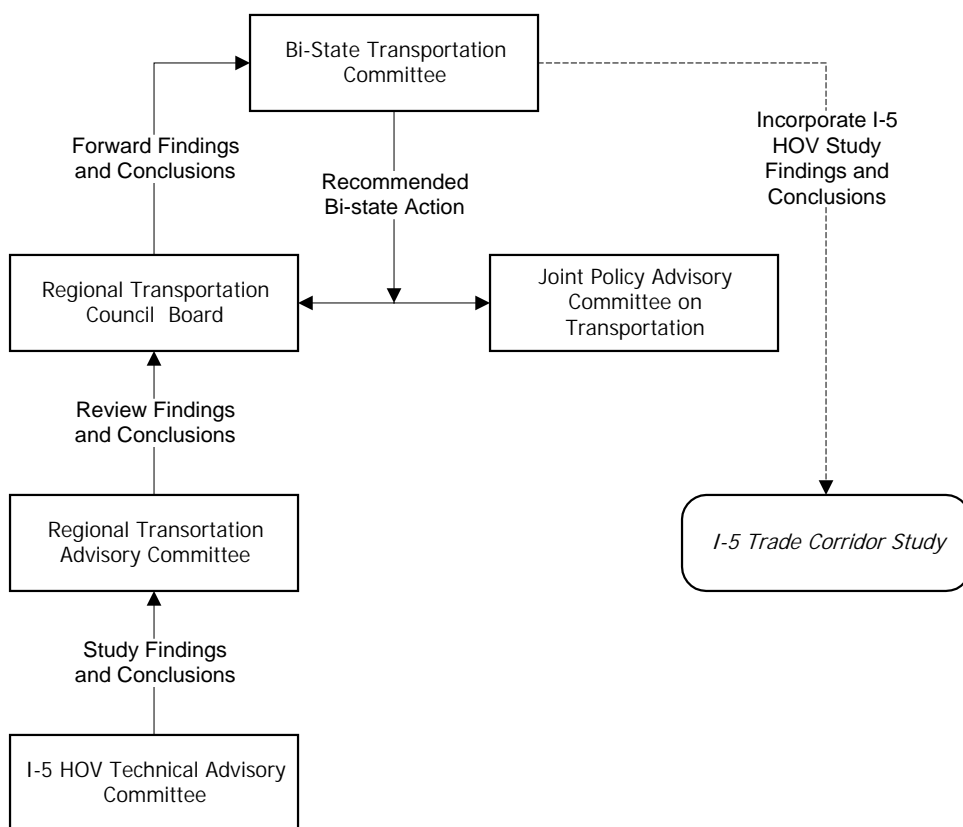 Bi-State Transportation
Committee
Forward Findings
and Conclusions
Recommended
Bi-state Action
Incorporate I-5
HOV Study
Findings and
Conclusions
Regional Transportation
Council Board
Joint Policy Advisory
Committee on
Transportation
Review Findings
and Conclusions
Regional Transortation
Advisory Committee
I-5 Trade Corridor Study
Study Findings
and Conclusions
I-5 HOV Technical Advisory
Committee